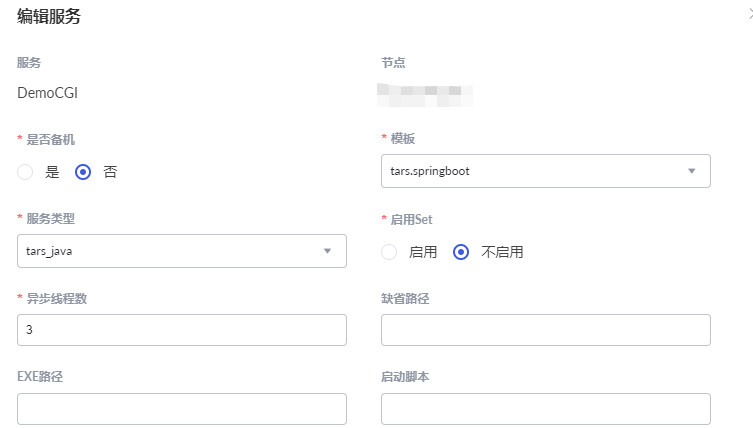 编辑服务
服务 节点
DemoCGI
* 是否备机 * 模板
是 否 tars.springboot
* 服务类型 * 启用Set
tars_java 启用 不启用
* 异步线程数 缺省路径
3
EXE路径 启动脚本